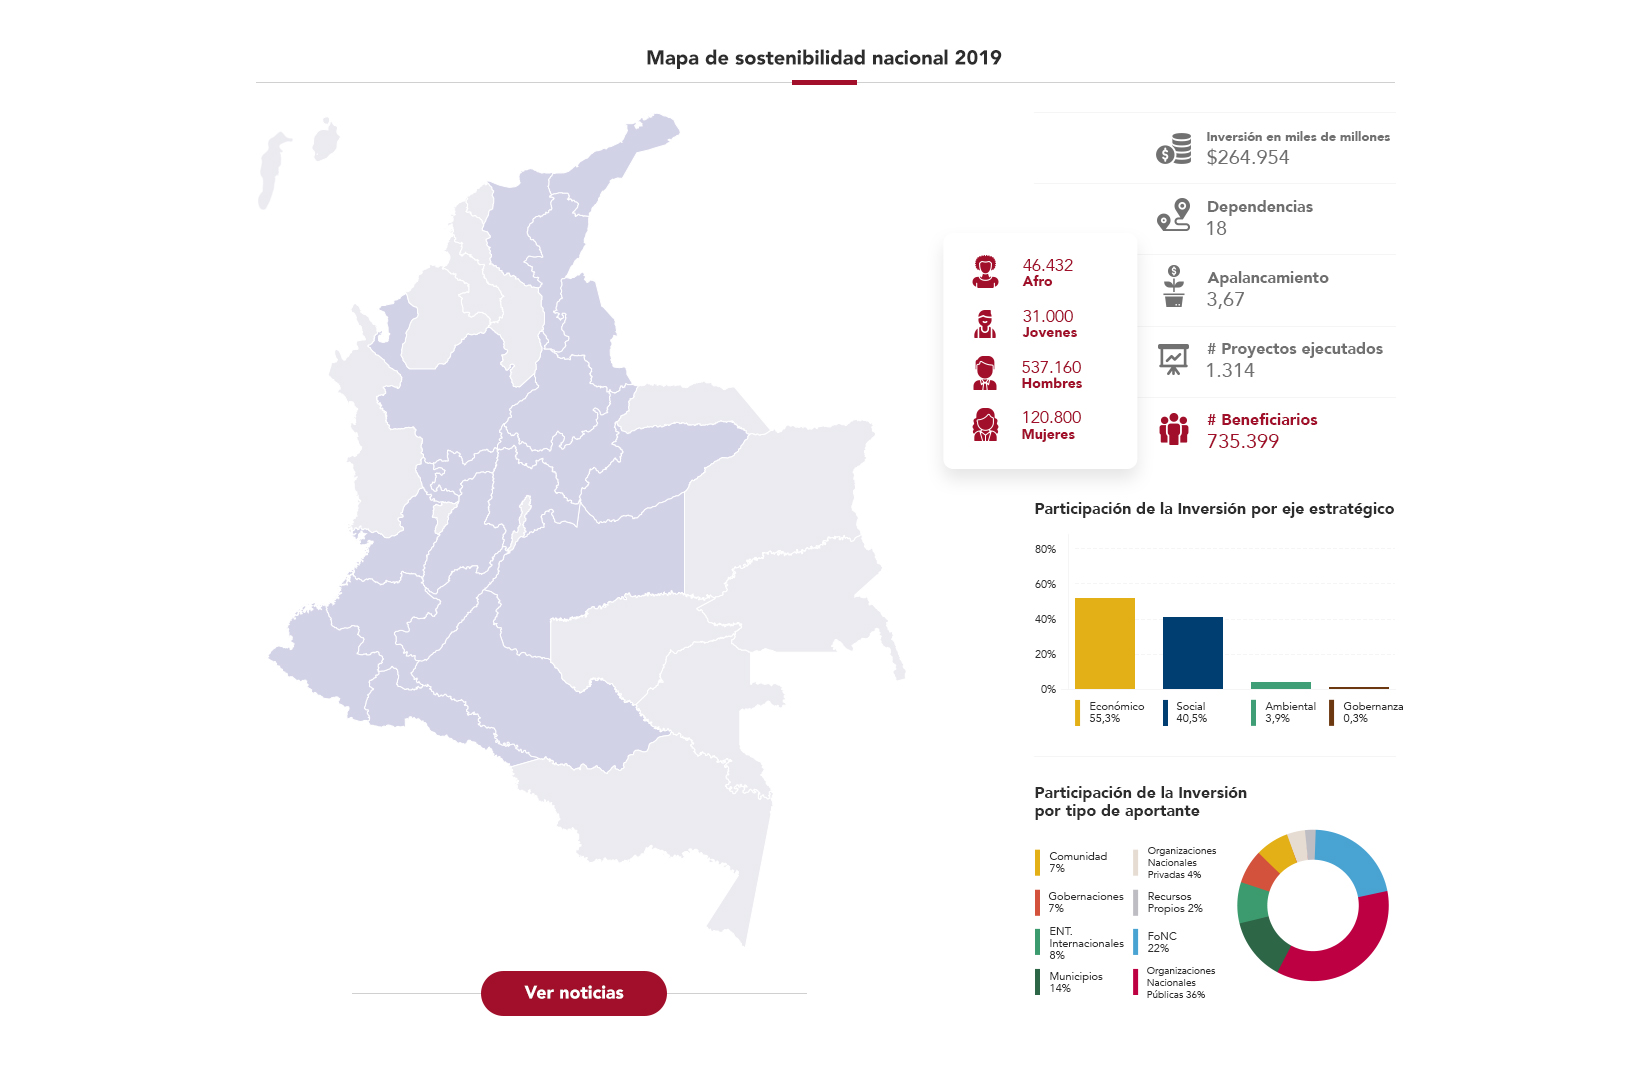 Mapa de sostenibilidad nacional 2019
Inversión en miles de millones
$264.954
Dependencias
18
Apalancamiento
3,67
# Proyectos ejecutados
1.314
# Beneficiarios
735.399
46.432
Afro
31.000
Jovenes
537.160
Hombres
120.800
Mujeres
Participación de la Inversión por eje estratégico
80%
60%
40%
20%
0%
Económico
55,3%
Social
40,5%
Ambiental
3,9%
Gobernanza
0,3%
Participación de la Inversión
por tipo de aportante
Comunidad
7%
Gobernaciones
7%
ENT.
Internacionales
8%
Municipios
14%
Organizaciones
Nacionales
Privadas 4%
Recursos
Propios 2%
FoNC
22%
Organizaciones
Nacionales
Públicas 36%
Ver noticias